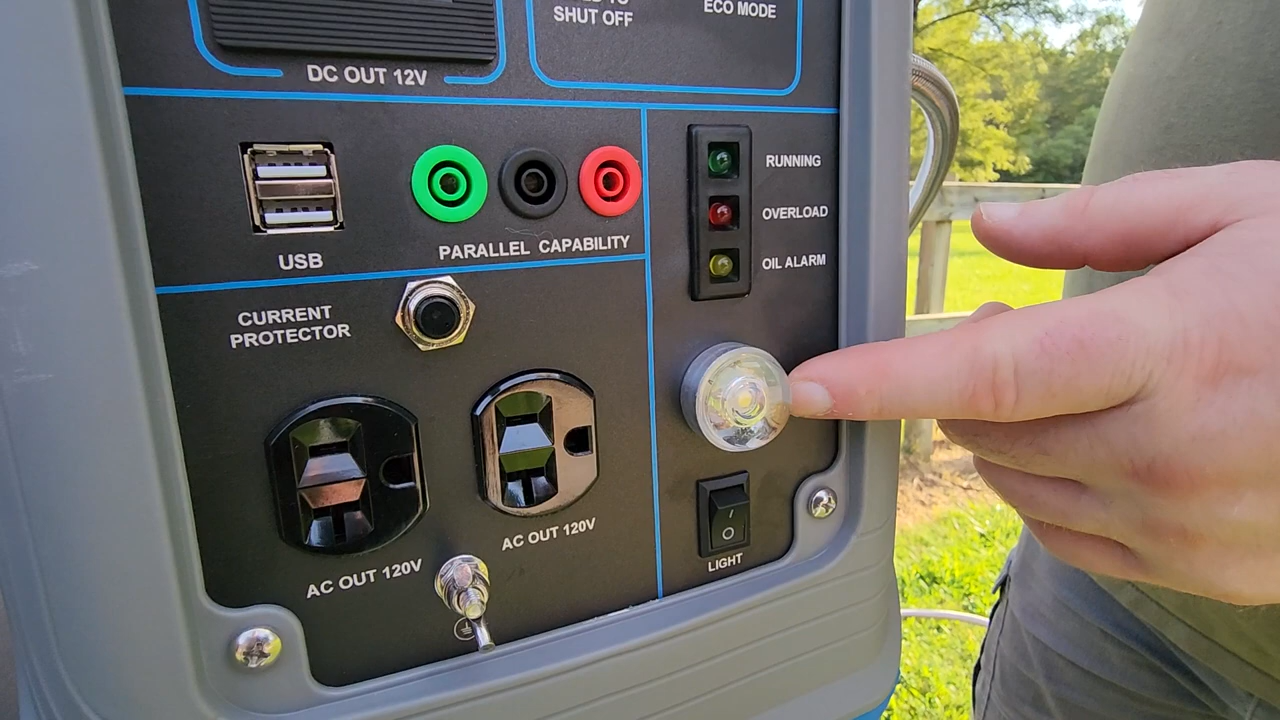 SHUT OFF
ECO MODE
DC OUT 12V
RUNNING
OVERLOAD
OIL ALARM
USB
PARALLEL CAPABILITY
CURRENT
PROTECTOR
AC OUT 120V
AC OUT 120V
LIGHT